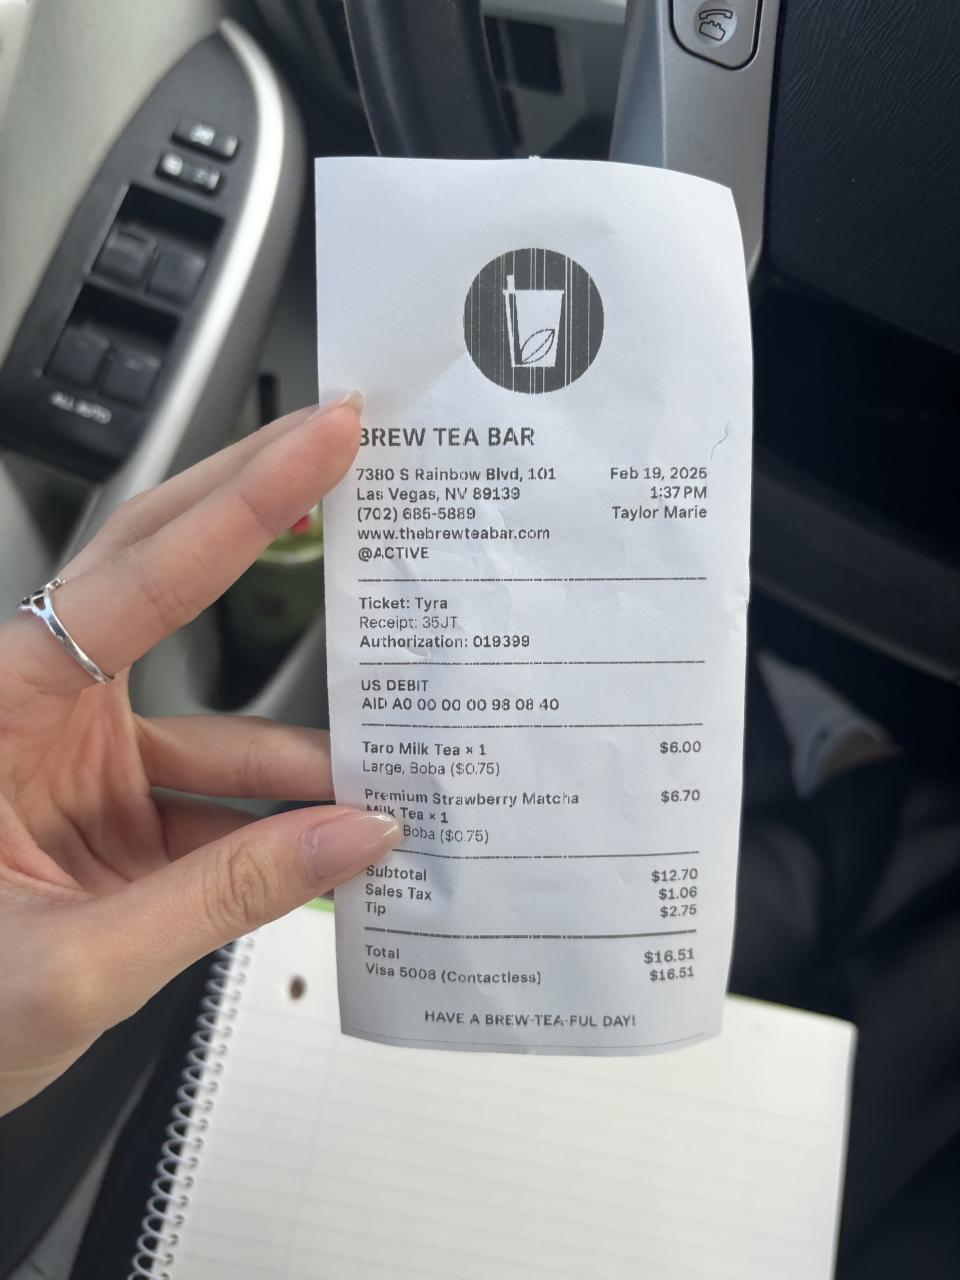 ALL AUTO
BREW TEA BAR
7380 S Rainbow Blvd, 101
Las Vegas, NV 89139
(702) 685-5889
www.thebrewteabar.com
@ACTIVE
Feb 19, 2025
1:37 PM
Taylor Marie
Ticket: Tyra
Receipt: 35JT
Authorization: 019399
US DEBIT
AID A0 00 00 00 98 08 40
Taro Milk Tea × 1 $6.00
Large, Boba ($0.75)
Premium Strawberry Matcha $6.70
Milk Tea × 1
Boba ($0.75)
Subtotal $12.70
Sales Tax $1.06
Tip $2.75
Total $16.51
Visa 5008 (Contactless) $16.51
HAVE A BREW-TEA-FUL DAY!